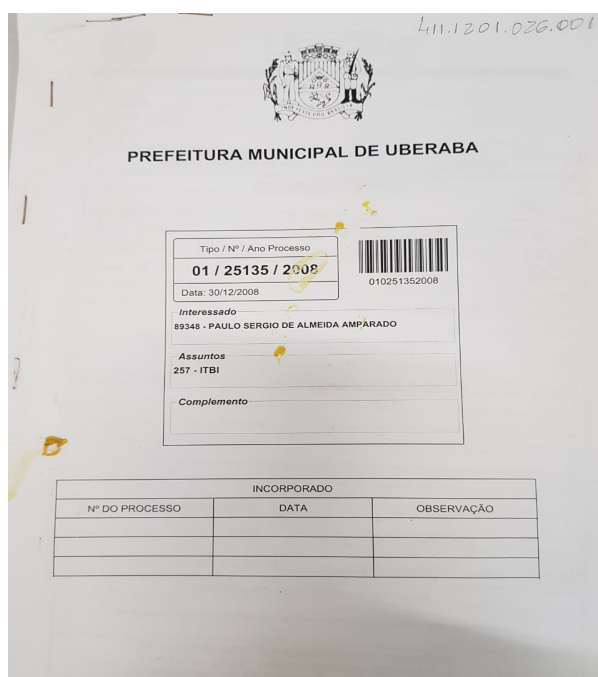 411.1201.026.001
PREFEITURA MUNICIPAL DE UBERABA
Tipo / Nº / Ano Processo
01 / 25135 / 2008
Data: 30/12/2008
010251352008
Interessado
89348 - PAULO SERGIO DE ALMEIDA AMPARADO
Assuntos
257 - ITBI
Complemento
INCORPORADO
Nº DO PROCESSO DATA OBSERVAÇÃO